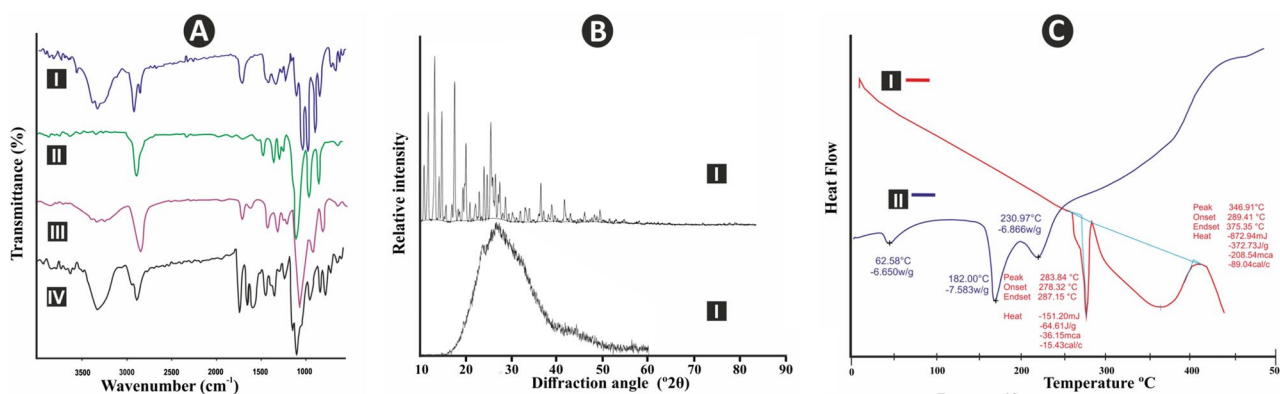 A
B
C
I
II
III
IV
Transmittance (%)
3500 3000 2500 2000 1500 1000
Wavenumber (cm-1)
Relative intensity
I
I
10 20 30 40 50 60 70 80 90
Diffraction angle (°2θ)
Heat Flow
I
II
62.58°C
-6.650w/g
182.00°C
-7.583w/g
230.97°C
-6.866w/g
Peak 283.84 °C
Onset 278.32 °C
Endset 287.15 °C
Heat -151.20mJ
-64.61J/g
-36.15mca
-15.43cal/c
Peak 346.91°C
Onset 289.41 °C
Endset 375.35 °C
Heat -872.94mJ
-372.73J/g
-208.54mca
-89.04cal/c
0 100 200 300 400 50
Temperature ºC